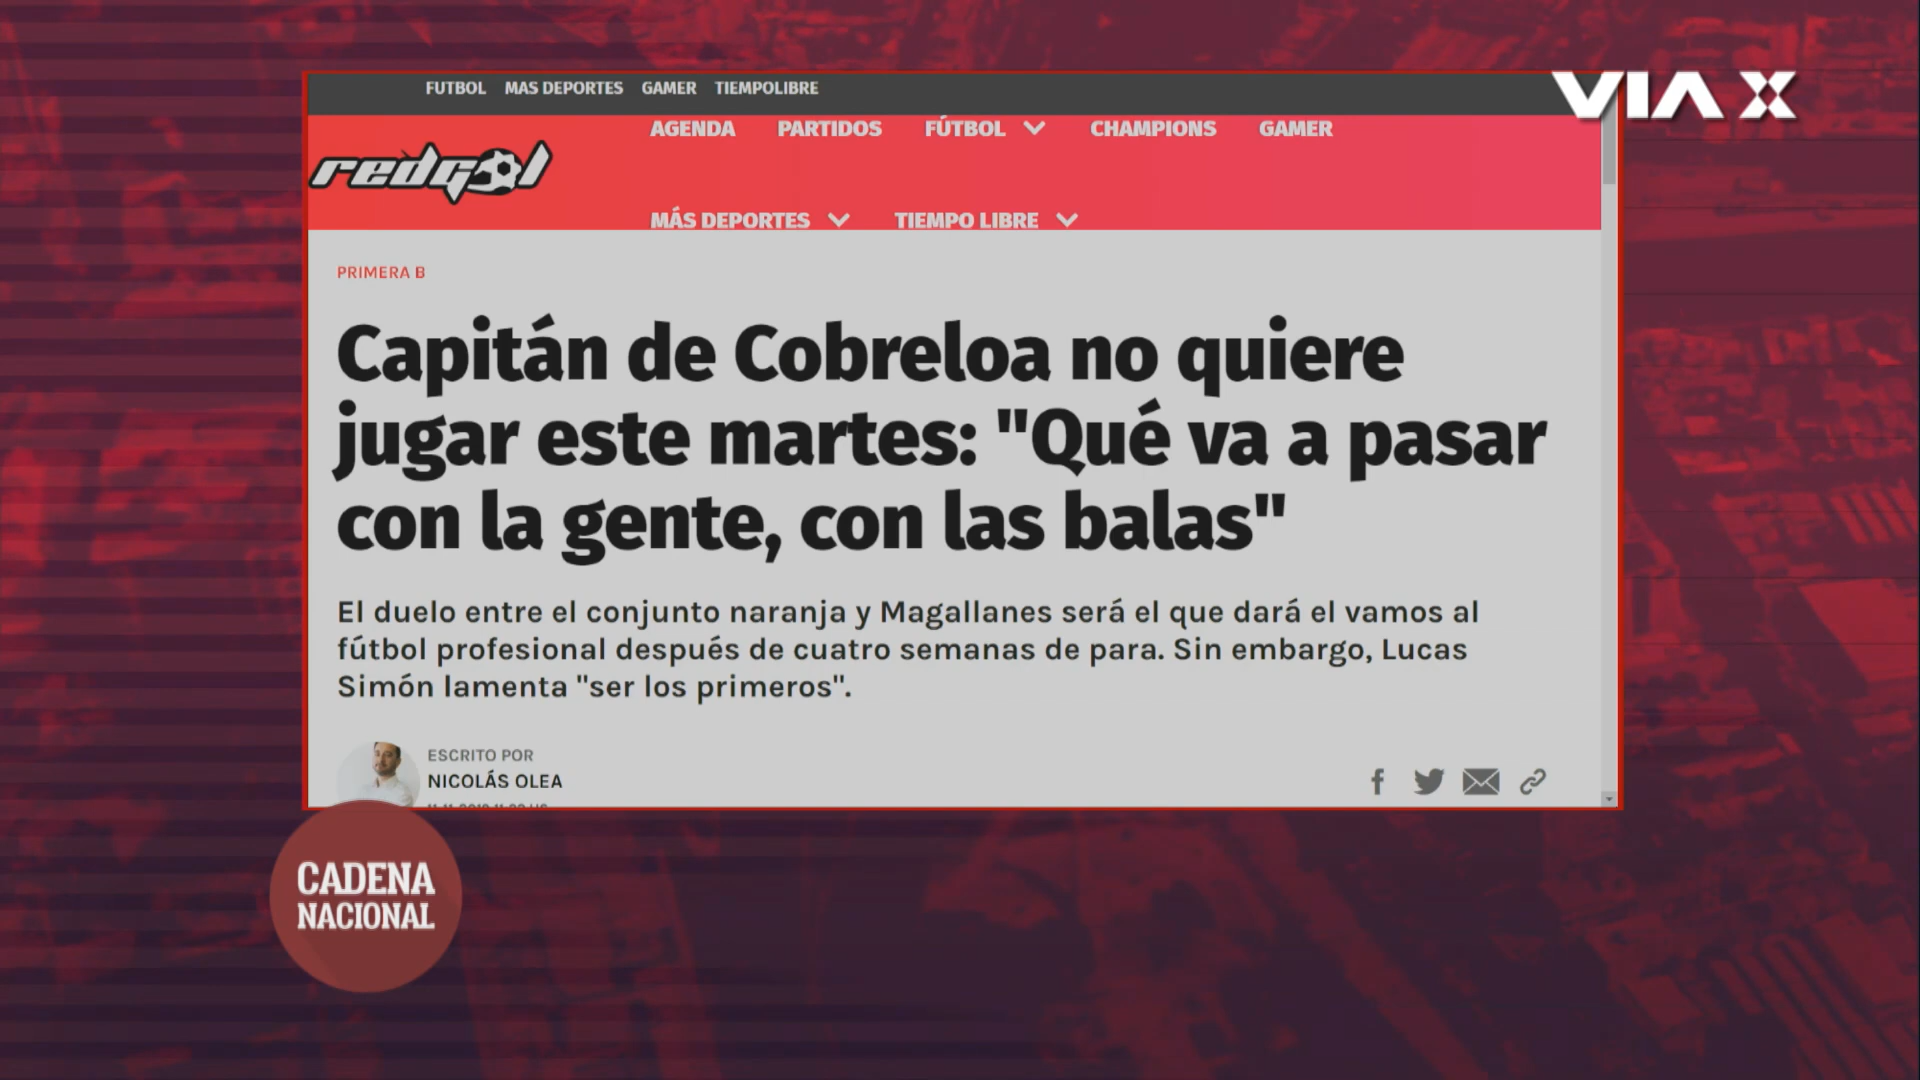 VIA X
FUTBOL MAS DEPORTES GAMER TIEMPOLIBRE
redgol
AGENDA PARTIDOS FÚTBOL CHAMPIONS GAMER
MÁS DEPORTES TIEMPO LIBRE
PRIMERA B
Capitán de Cobreloa no quiere
jugar este martes: "Qué va a pasar
con la gente, con las balas"
El duelo entre el conjunto naranja y Magallanes será el que dará el vamos al
fútbol profesional después de cuatro semanas de para. Sin embargo, Lucas
Simón lamenta "ser los primeros".
ESCRITO POR
NICOLÁS OLEA
CADENA
NACIONAL